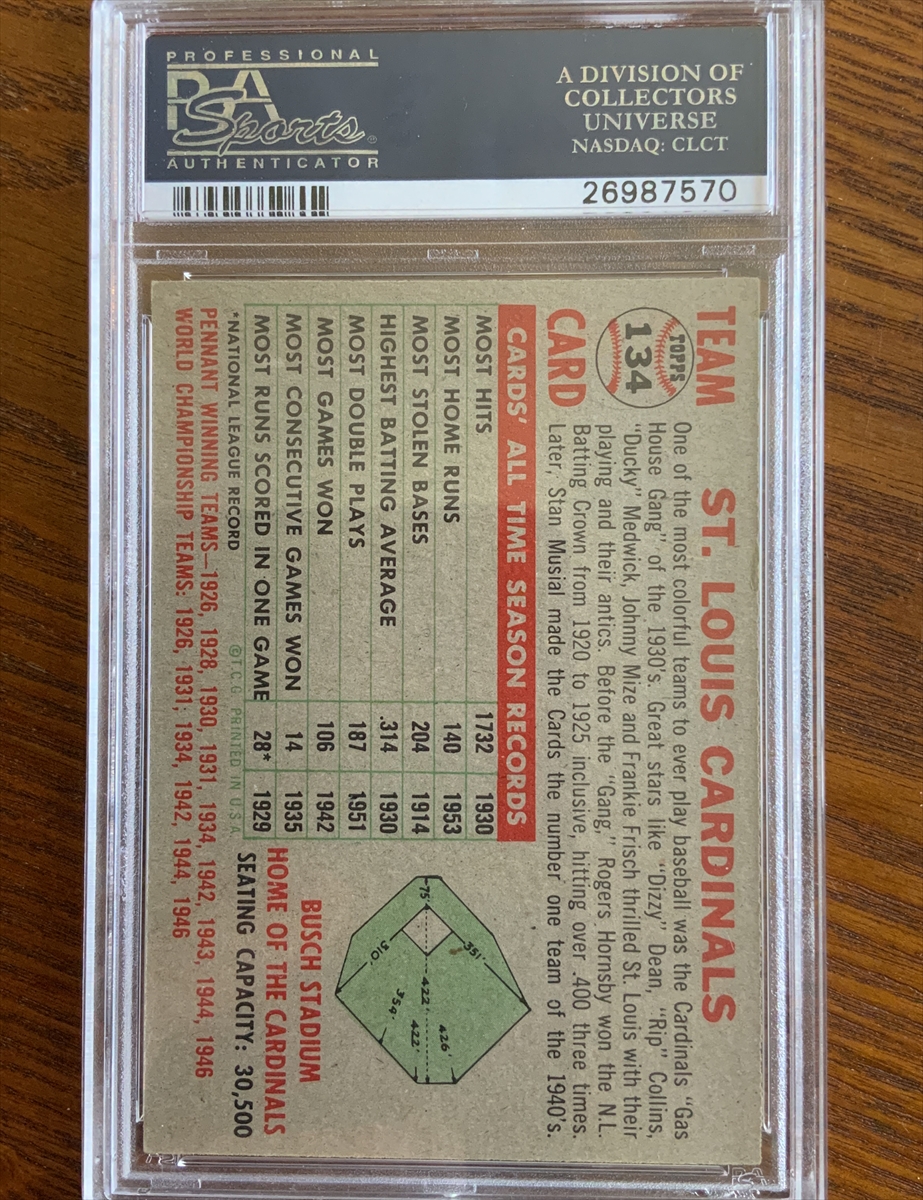 PROFESSIONAL
PSA
Sports®
AUTHENTICATOR
A DIVISION OF
COLLECTORS
UNIVERSE
NASDAQ: CLCT
26987570
TEAM
TOPPS
134
CARD
ST. LOUIS CARDINALS
One of the most colorful teams to ever play baseball was the Cardinals "Gas
House Gang" of the 1930's. Great stars like "Dizzy" Dean, "Rip" Collins,
"Ducky" Medwick, Johnny Mize and Frankie Frisch thrilled St. Louis with their
playing and their antics. Before the "Gang," Rogers Hornsby won the N.L.
Batting Crown from 1920 to 1925 inclusive, hitting over .400 three times.
Later, Stan Musial made the Cards the number one team of the 1940's.
CARDS' ALL TIME SEASON RECORDS
MOST HITS 1732 1930
MOST HOME RUNS 140 1953
MOST STOLEN BASES 204 1914
HIGHEST BATTING AVERAGE .314 1930
MOST DOUBLE PLAYS 187 1951
MOST GAMES WON 106 1942
MOST CONSECUTIVE GAMES WON 14 1935
MOST RUNS SCORED IN ONE GAME 28* 1929
*NATIONAL LEAGUE RECORD
©T.C.G. PRINTED IN U.S.A.
75'
351'
310'
422'
426'
422'
354'
BUSCH STADIUM
HOME OF THE CARDINALS
SEATING CAPACITY: 30,500
PENNANT WINNING TEAMS—1926, 1928, 1930, 1931, 1934, 1942, 1943, 1944, 1946
WORLD CHAMPIONSHIP TEAMS: 1926, 1931, 1934, 1942, 1944, 1946